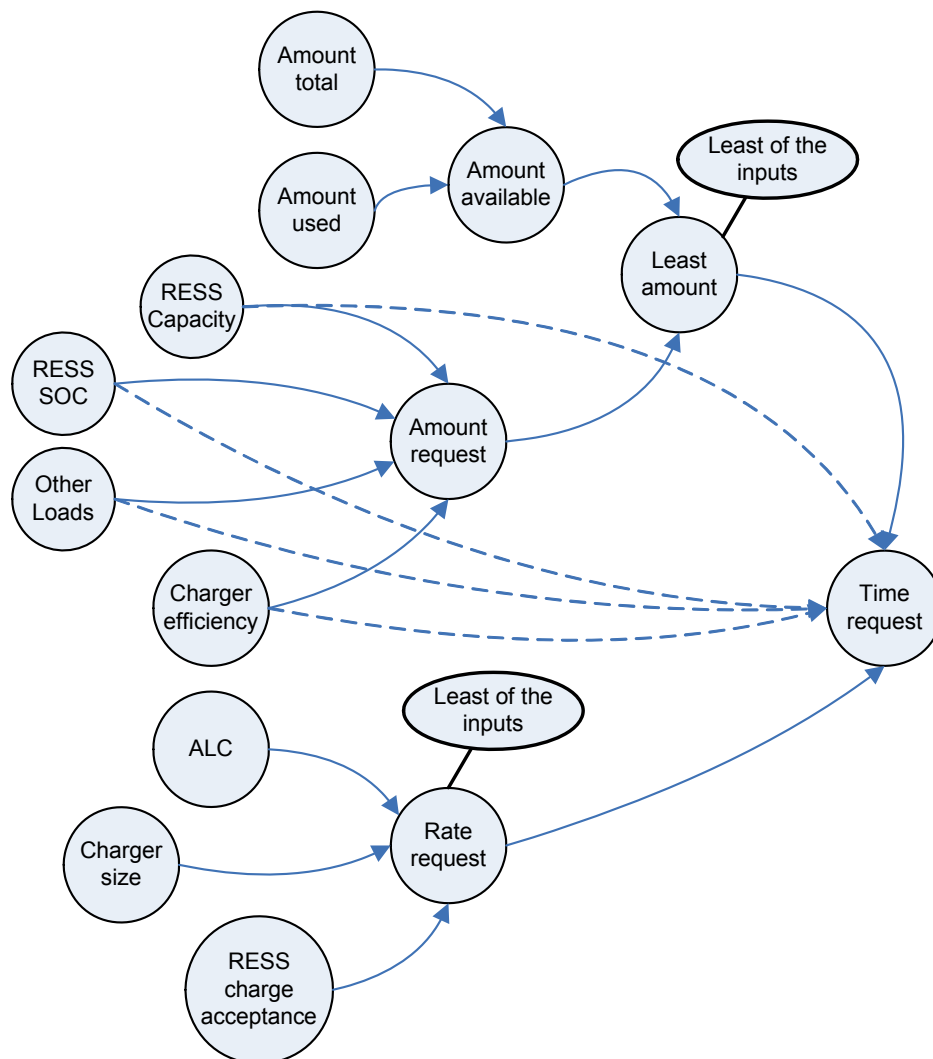 Amount
total
Least of the
inputs
Amount
available
Amount
used
Least
amount
RESS
Capacity
RESS
SOC
Amount
request
Other
Loads
Charger
efficiency
Time
request
Least of the
inputs
ALC
Rate
request
Charger
size
RESS
charge
acceptance